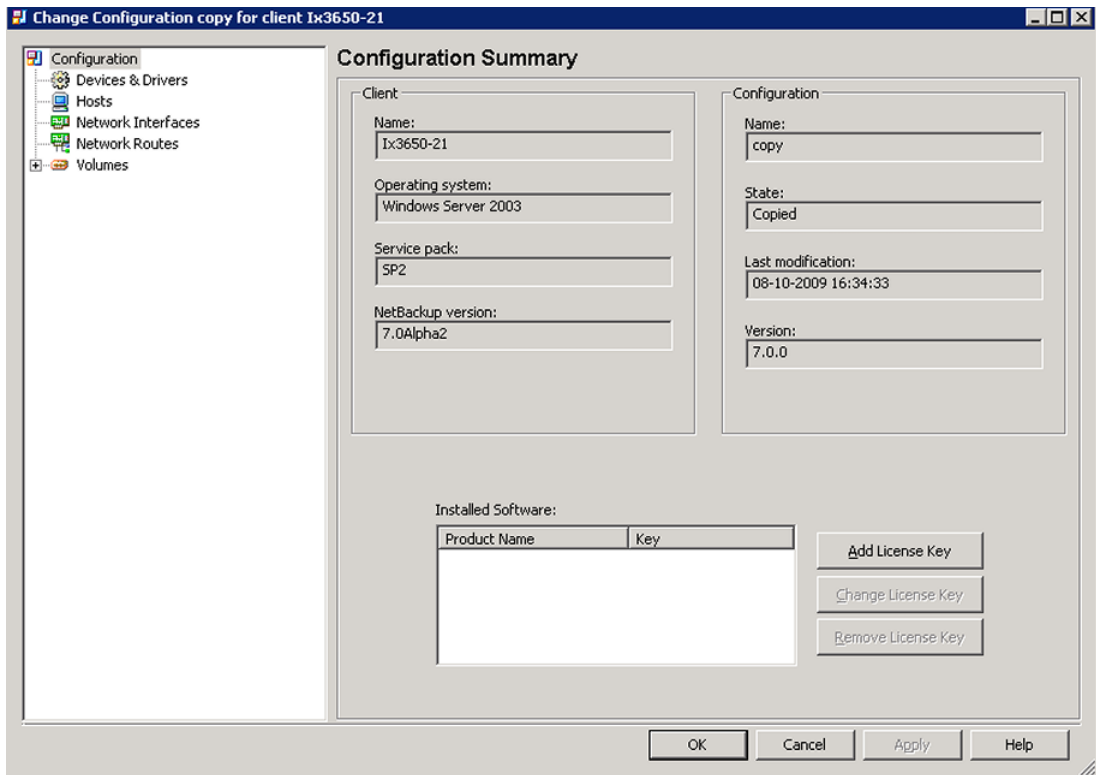 Change Configuration copy for client Ix3650-21
Configuration
Devices & Drivers
Hosts
Network Interfaces
Network Routes
Volumes
Configuration Summary
Client
Name:
Ix3650-21
Operating system:
Windows Server 2003
Service pack:
SP2
NetBackup version:
7.0Alpha2
Configuration
Name:
copy
State:
Copied
Last modification:
08-10-2009 16:34:33
Version:
7.0.0
Installed Software:
Product Name Key
Add License Key
Change License Key
Remove License Key
OK Cancel Apply Help